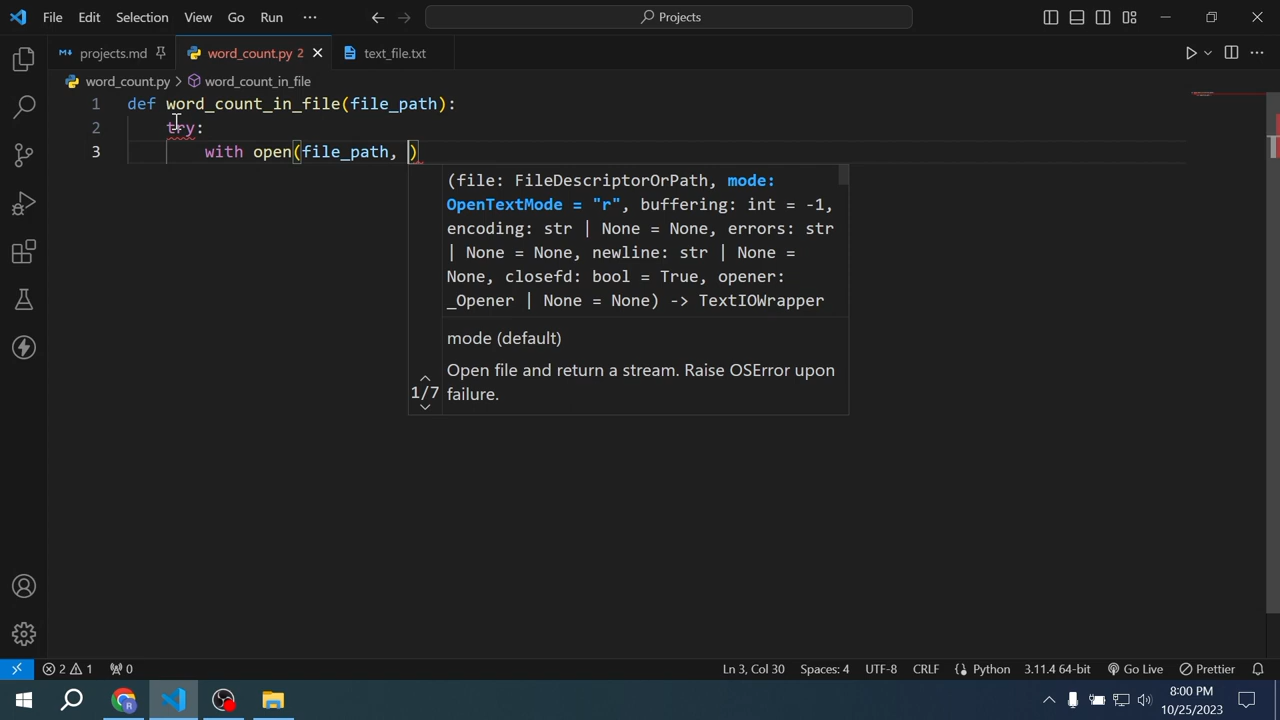 File Edit Selection View Go Run ··· Projects
projects.md word_count.py 2 text_file.txt ···
word_count.py > word_count_in_file
1 def word_count_in_file(file_path):
2 try:
3 with open(file_path, )
(file: FileDescriptorOrPath, mode:
OpenTextMode = "r", buffering: int = -1,
encoding: str | None = None, errors: str
| None = None, newline: str | None =
None, closefd: bool = True, opener:
_Opener | None = None) -> TextIOWrapper
mode (default)
Open file and return a stream. Raise OSError upon
1/7
failure.
2 1 0 Ln 3, Col 30 Spaces: 4 UTF-8 CRLF Python 3.11.4 64-bit Go Live Prettier
8:00 PM
10/25/2023